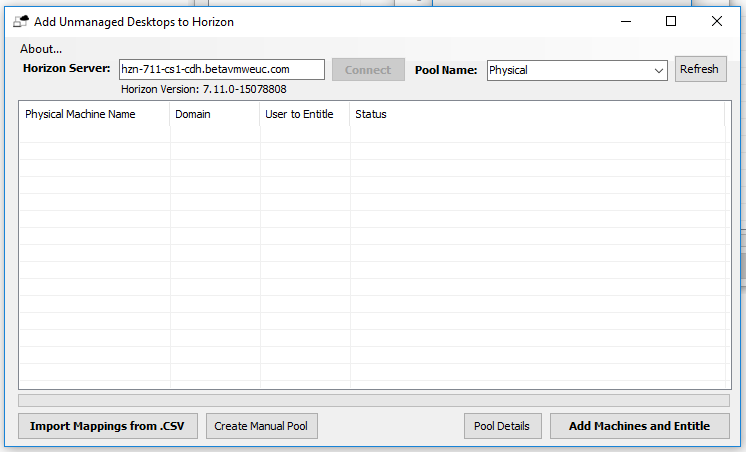 Add Unmanaged Desktops to Horizon
About...
Horizon Server: hzn-711-cs1-cdh.betavmweuc.com Connect Pool Name: Physical Refresh
Horizon Version: 7.11.0-15078808
Physical Machine Name Domain User to Entitle Status
Import Mappings from .CSV Create Manual Pool Pool Details Add Machines and Entitle